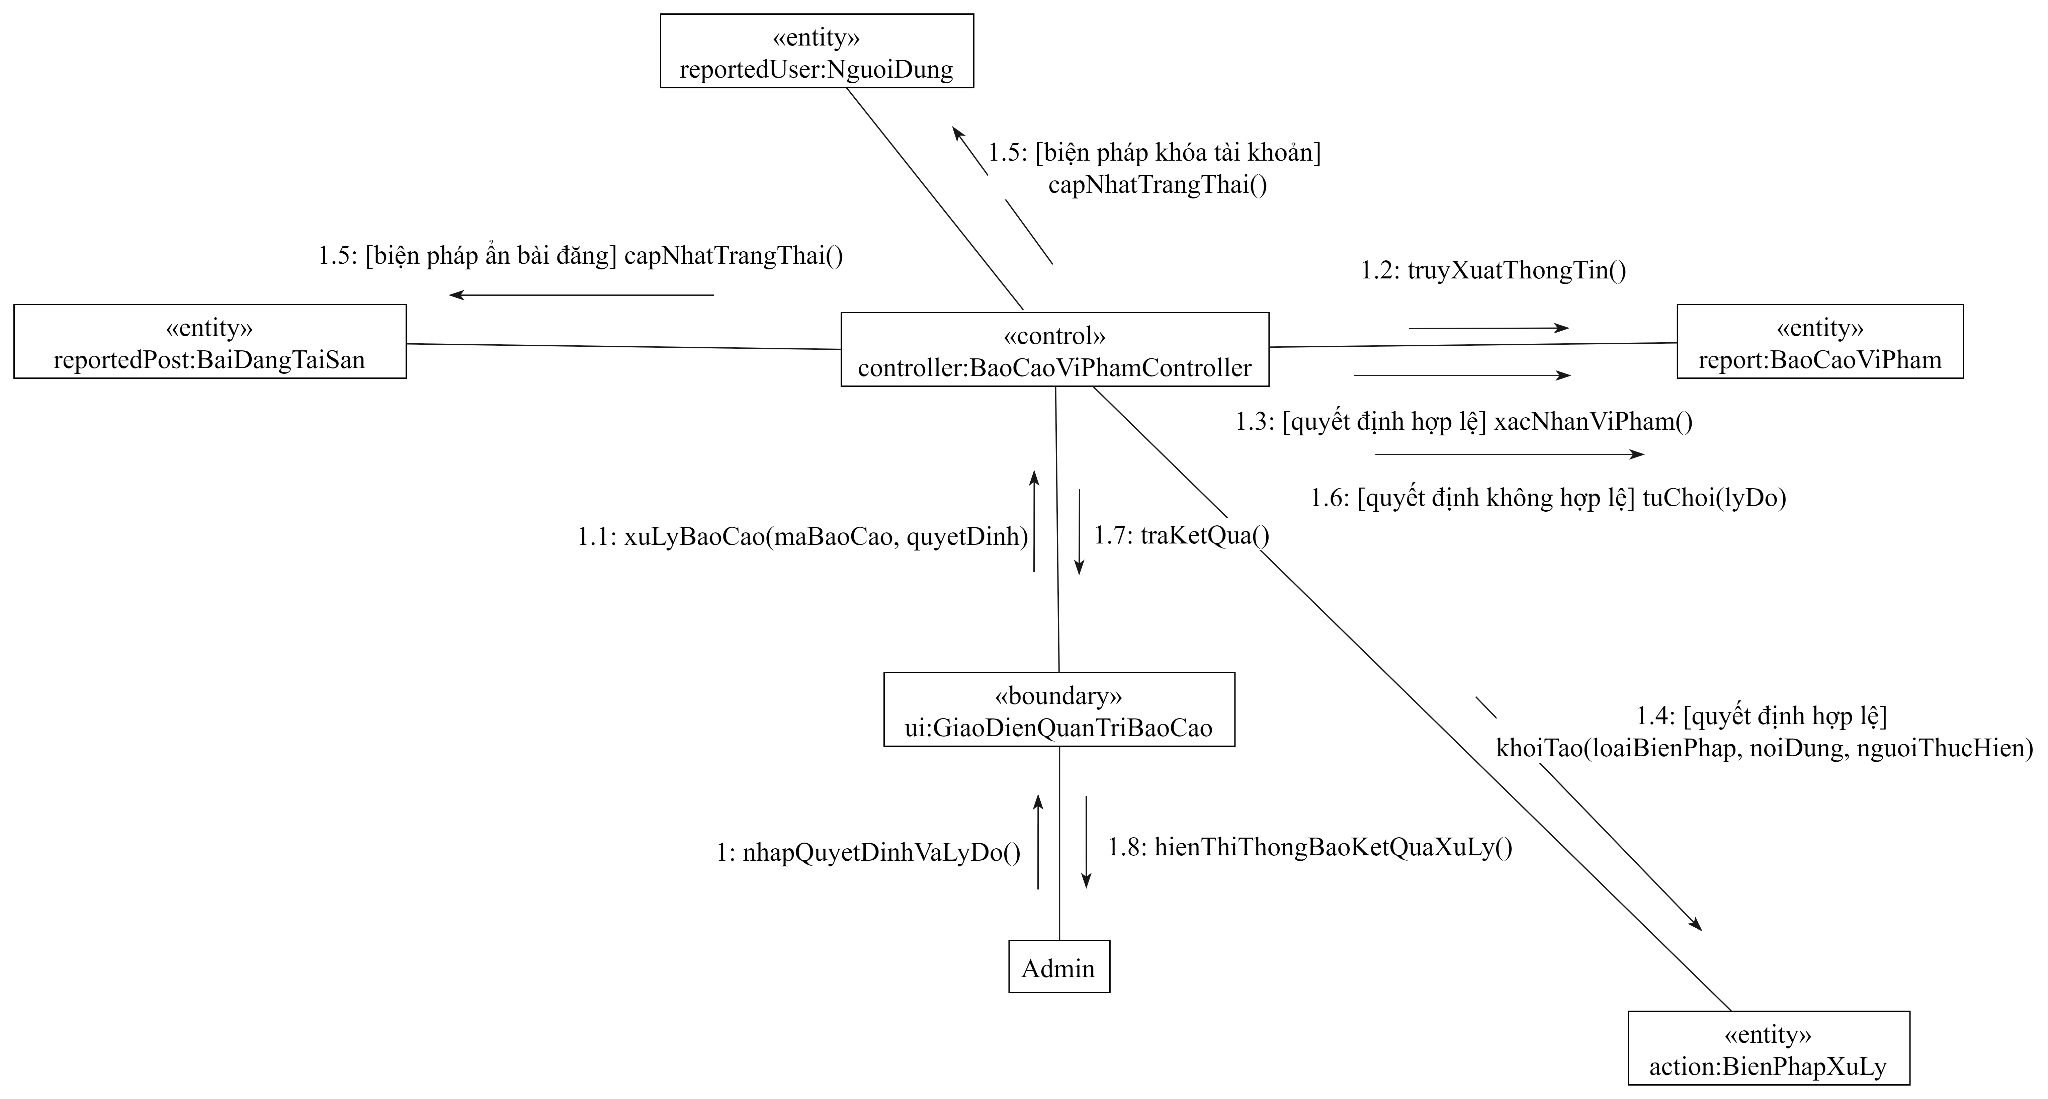 «entity»
reportedUser:NguoiDung
1.5: [biện pháp khóa tài khoản]
capNhatTrangThai()
1.5: [biện pháp ẩn bài đăng] capNhatTrangThai()
1.2: truyXuatThongTin()
«entity»
reportedPost:BaiDangTaiSan
«control»
controller:BaoCaoViPhamController
«entity»
report:BaoCaoViPham
1.3: [quyết định hợp lệ] xacNhanViPham()
1.6: [quyết định không hợp lệ] tuChoi(lyDo)
1.1: xuLyBaoCao(maBaoCao, quyetDinh)
1.7: traKetQua()
«boundary»
ui:GiaoDienQuanTriBaoCao
1.4: [quyết định hợp lệ]
khoiTao(loaiBienPhap, noiDung, nguoiThucHien)
1: nhapQuyetDinhVaLyDo()
1.8: hienThiThongBaoKetQuaXuLy()
Admin
«entity»
action:BienPhapXuLy